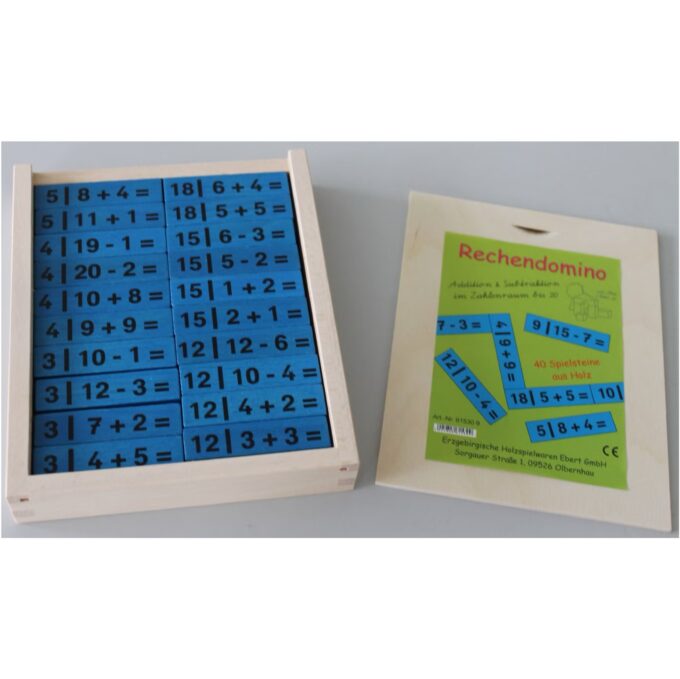 5 | 8 + 4 =
5 | 11 + 1 =
4 | 19 - 1 =
4 | 20 - 2 =
4 | 10 + 8 =
4 | 9 + 9 =
3 | 10 - 1 =
3 | 12 - 3 =
3 | 7 + 2 =
3 | 4 + 5 =
18 | 6 + 4 =
18 | 5 + 5 =
15 | 6 - 3 =
15 | 5 - 2 =
15 | 1 + 2 =
15 | 2 + 1 =
12 | 12 - 6 =
12 | 10 - 4 =
12 | 4 + 2 =
12 | 3 + 3 =
Rechendomino
Addition & Subtraktion
im Zahlenraum bis 20
7 - 3 =
4 | 9 + 9 =
9 | 15 - 7 =
12 | 10 - 4 =
40 Spielsteine
aus Holz
18 | 5 + 5 =
10 |
5 | 8 + 4 =
Erzgebirgische Holzspielwaren Ebert GmbH
Sorgauer Straße 1, 09526 Olbernhau
CE